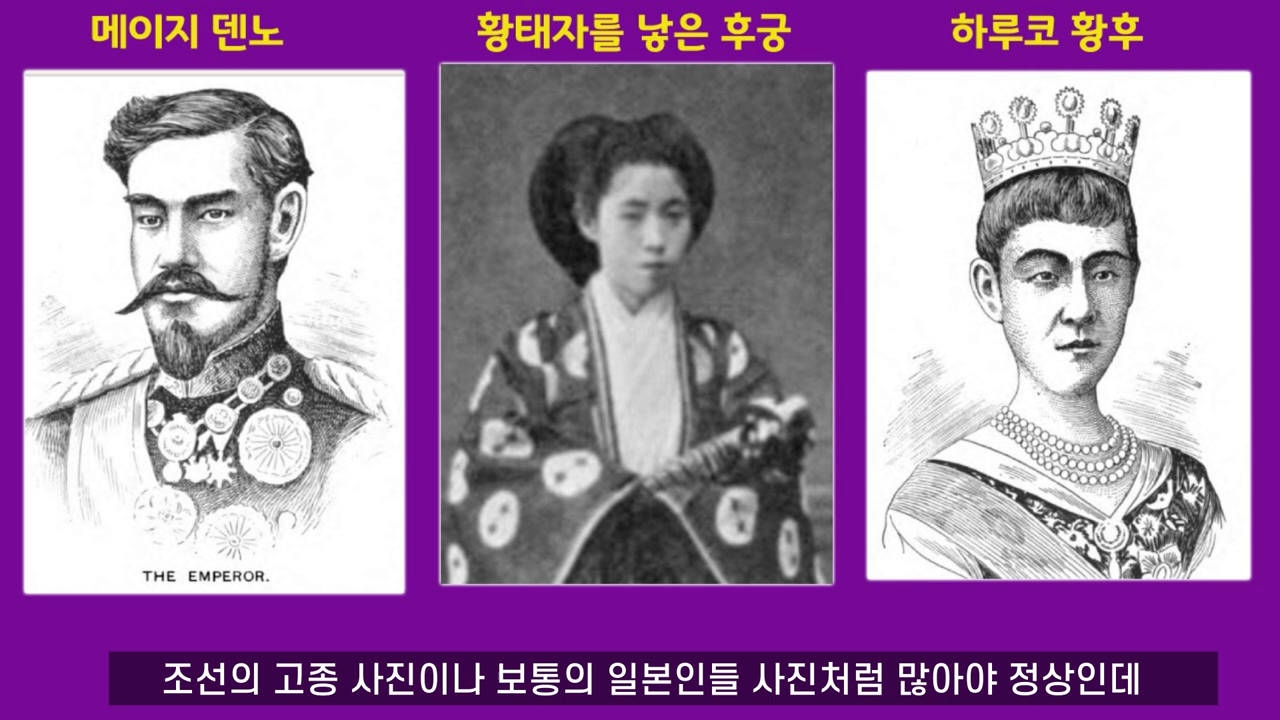 메이지 덴노
황태자를 낳은 후궁
하루코 황후
THE EMPEROR.
조선의 고종 사진이나 보통의 일본인들 사진처럼 많아야 정상인데